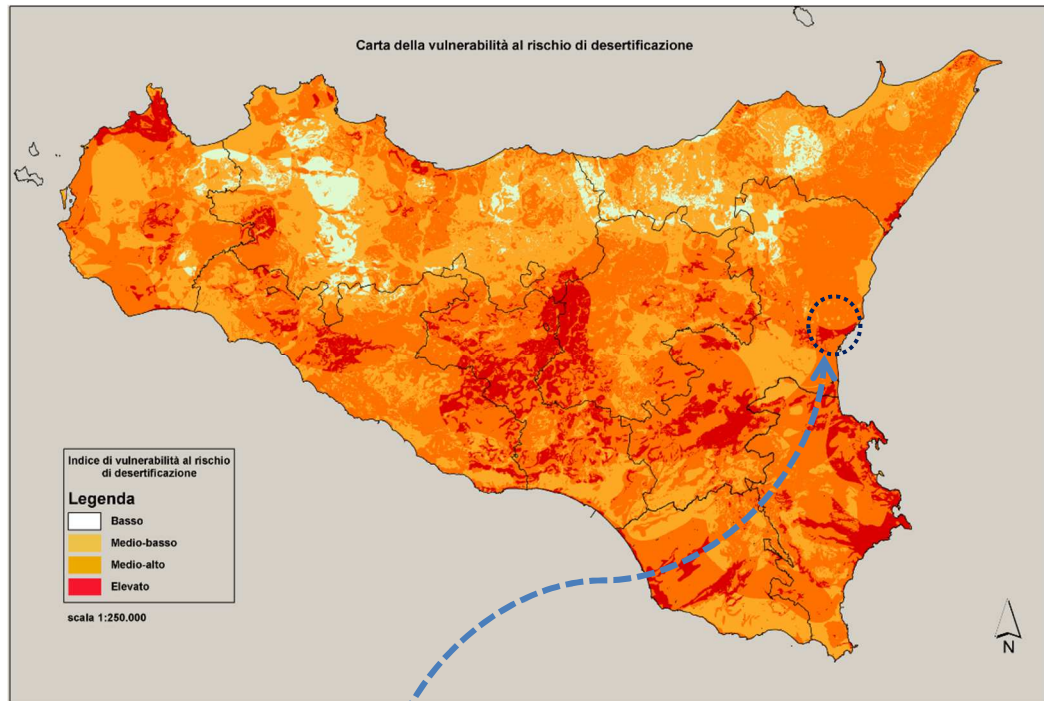 Carta della vulnerabilità al rischio di desertificazione
Indice di vulnerabilità al rischio
di desertificazione
Legenda
Basso
Medio-basso
Medio-alto
Elevato
scala 1:250.000
N